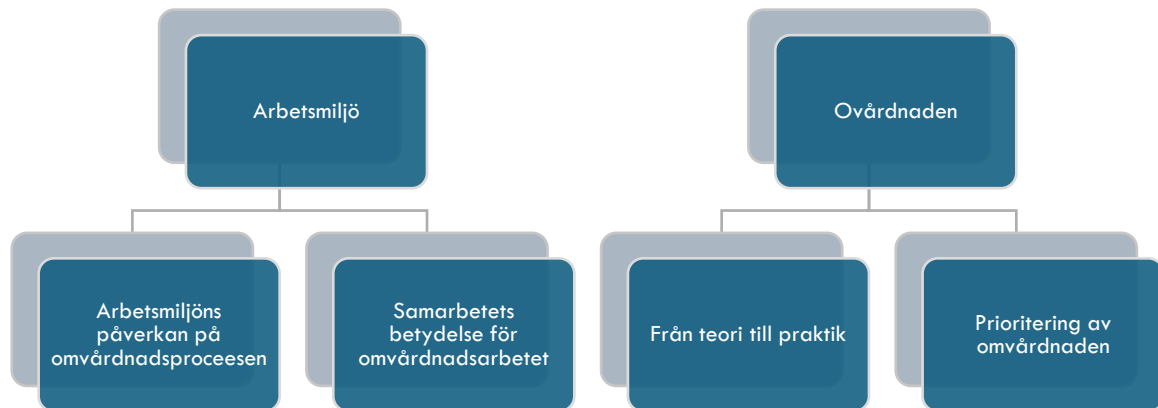 Arbetsmiljö
Ovårdnaden
Arbetsmiljöns
påverkan på
omvårdnadsproceesen
Samarbetets
betydelse för
omvårdnadsarbetet
Från teori till praktik
Prioritering av
omvårdnaden